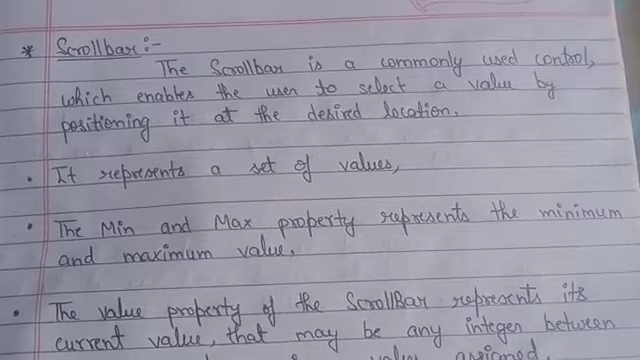 * Scrollbar:-
The Scrollbar is a commonly used control,
which enables the user to select a value by
positioning it at the desired location.
• It represents a set of values,
• The Min and Max property represents the minimum
and maximum value.
• The value property of the ScrollBar represents its
current value, that may be any integer between
value assigned